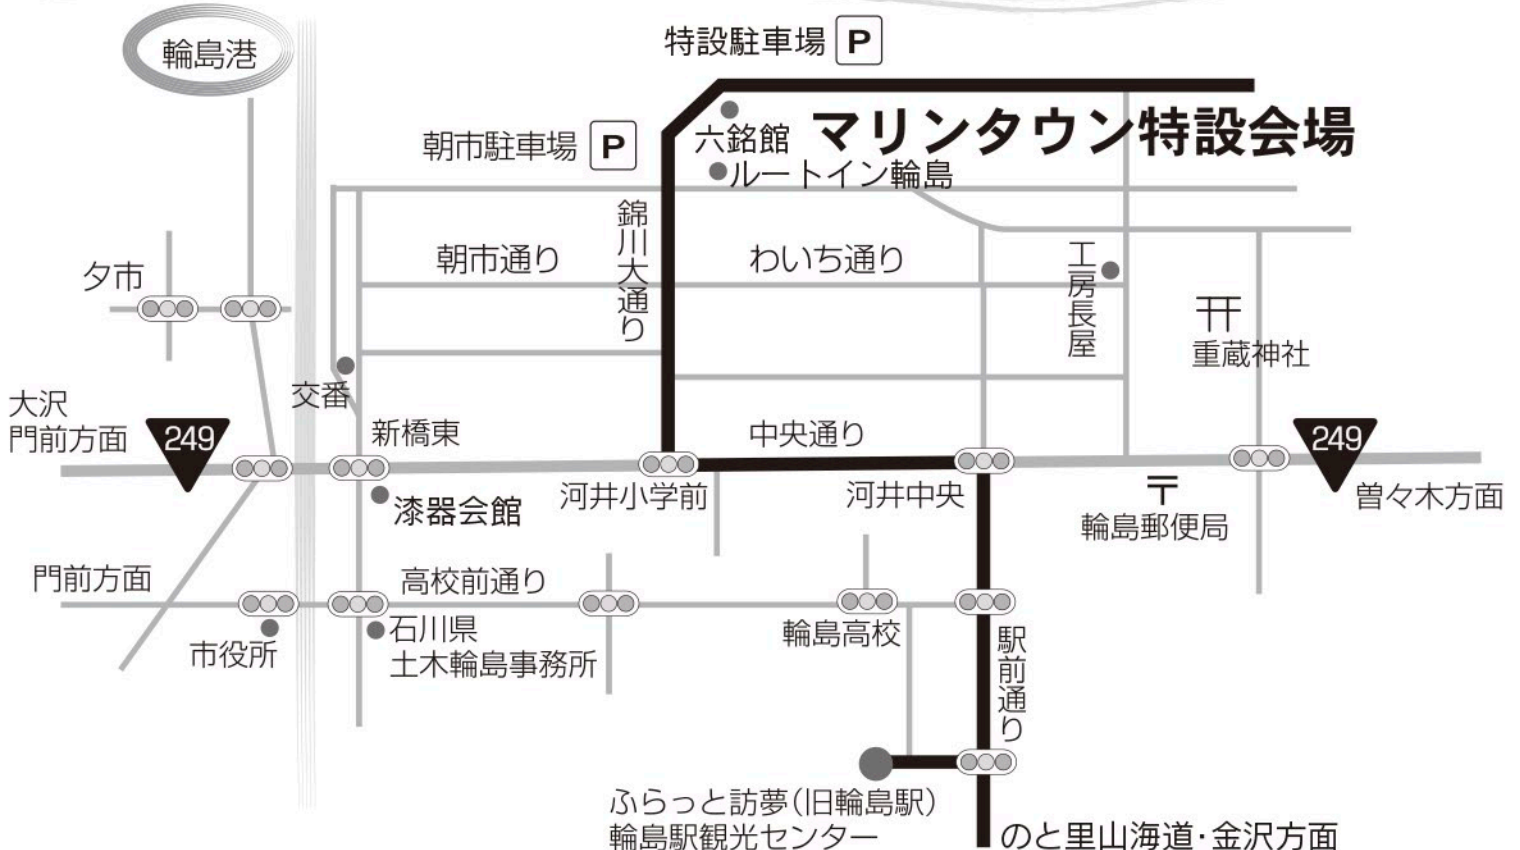 特設駐車場 P
輪島港
マリンタウン特設会場
六銘館
朝市駐車場 P
ルートイン輪島
錦川大通り
朝市通り
わいち通り
工房長屋
夕市
重蔵神社
交番
大沢
門前方面
249
新橋東
中央通り
249
漆器会館
河井小学前
河井中央
〒
輪島郵便局
曽々木方面
門前方面
高校前通り
市役所
石川県
土木輪島事務所
輪島高校
駅前通り
ふらっと訪夢(旧輪島駅)
輪島駅観光センター
のと里山海道・金沢方面